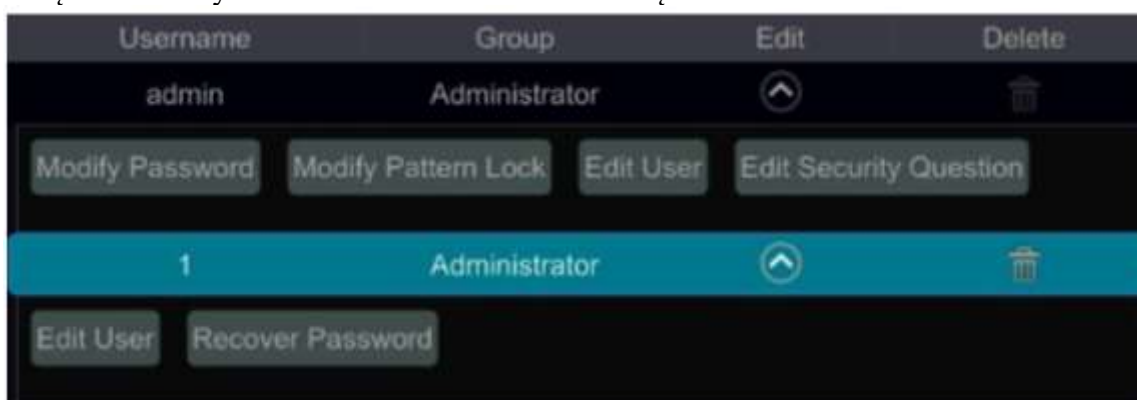 Username Group Edit Delete
admin Administrator
Modify Password Modify Pattern Lock Edit User Edit Security Question
1 Administrator
Edit User Recover Password